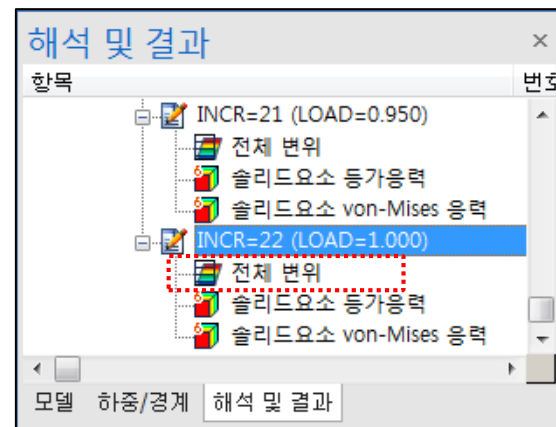 해석 및 결과
항목 번호
INCR=21 (LOAD=0.950)
전체 변위
솔리드요소 등가응력
솔리드요소 von-Mises 응력
INCR=22 (LOAD=1.000)
전체 변위
솔리드요소 등가응력
솔리드요소 von-Mises 응력
모델 하중/경계 해석 및 결과